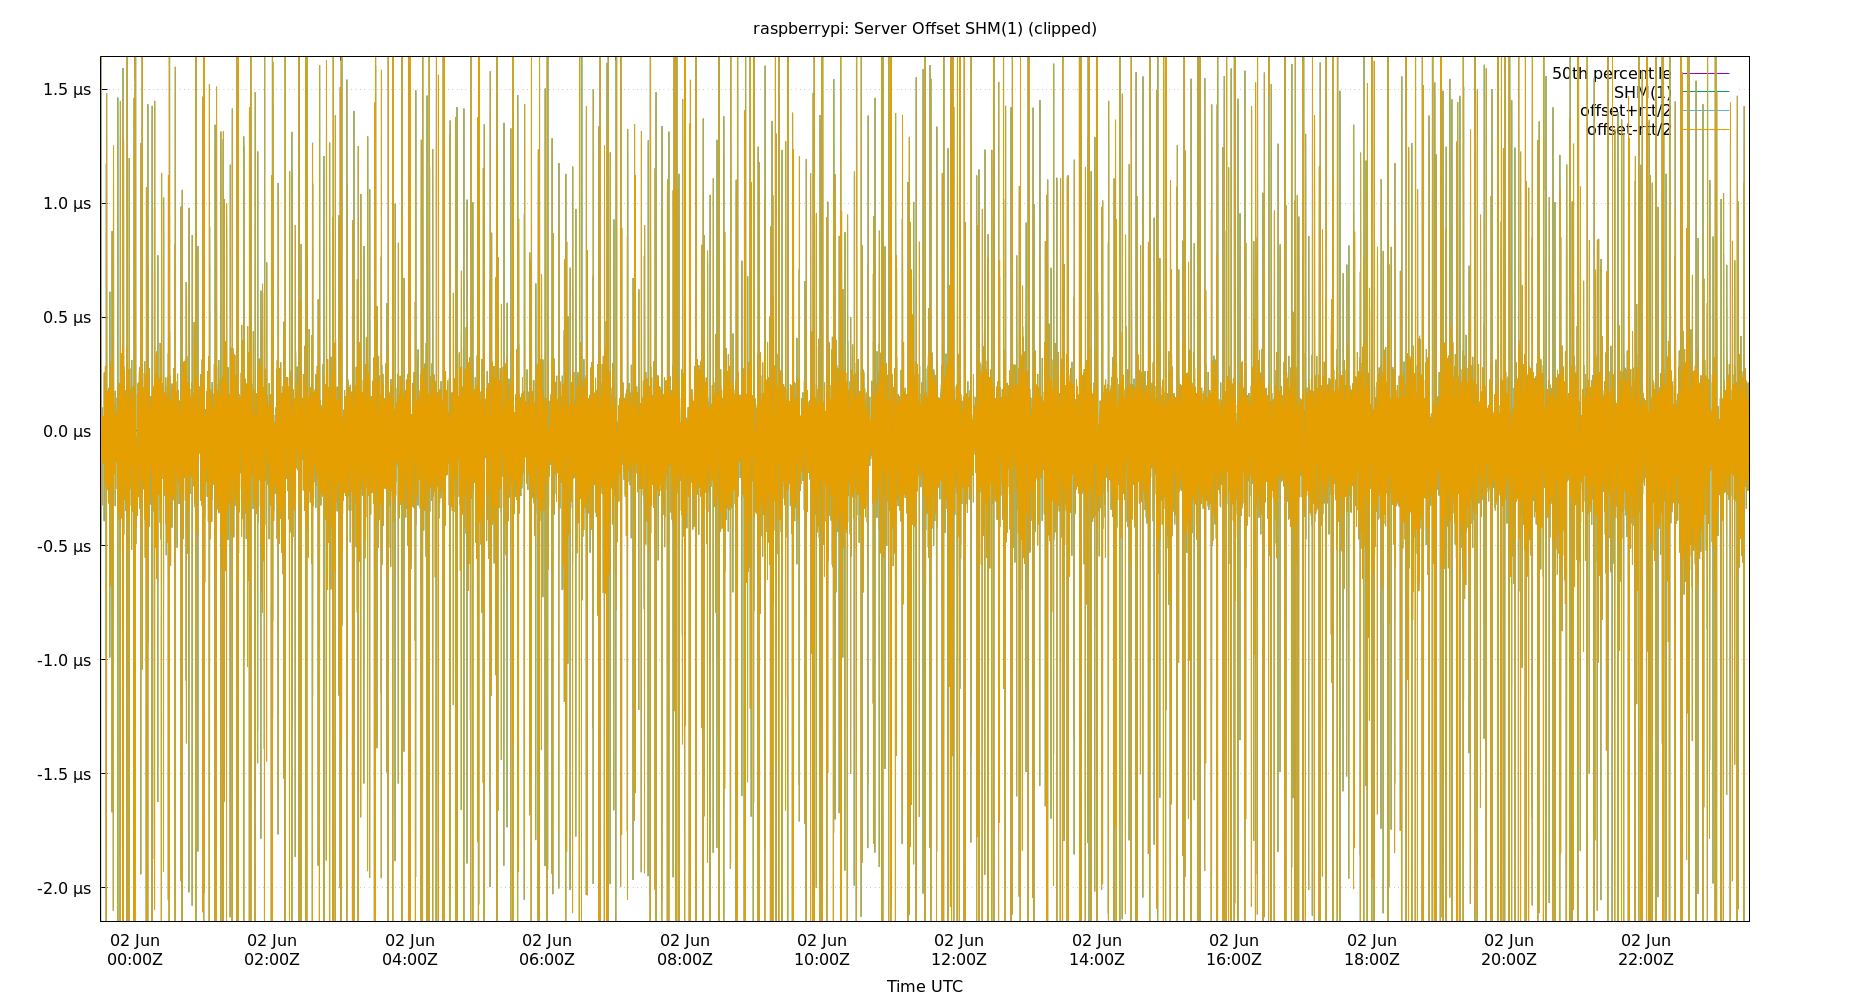 raspberrypi: Server Offset SHM(1) (clipped)
50th percentile
SHM(1)
offset+rtt/2
offset-rtt/2
1.5 µs
1.0 µs
0.5 µs
0.0 µs
-0.5 µs
-1.0 µs
-1.5 µs
-2.0 µs
02 Jun 02 Jun 02 Jun 02 Jun 02 Jun 02 Jun 02 Jun 02 Jun 02 Jun 02 Jun 02 Jun 02 Jun
00:00Z 02:00Z 04:00Z 06:00Z 08:00Z 10:00Z 12:00Z 14:00Z 16:00Z 18:00Z 20:00Z 22:00Z
Time UTC